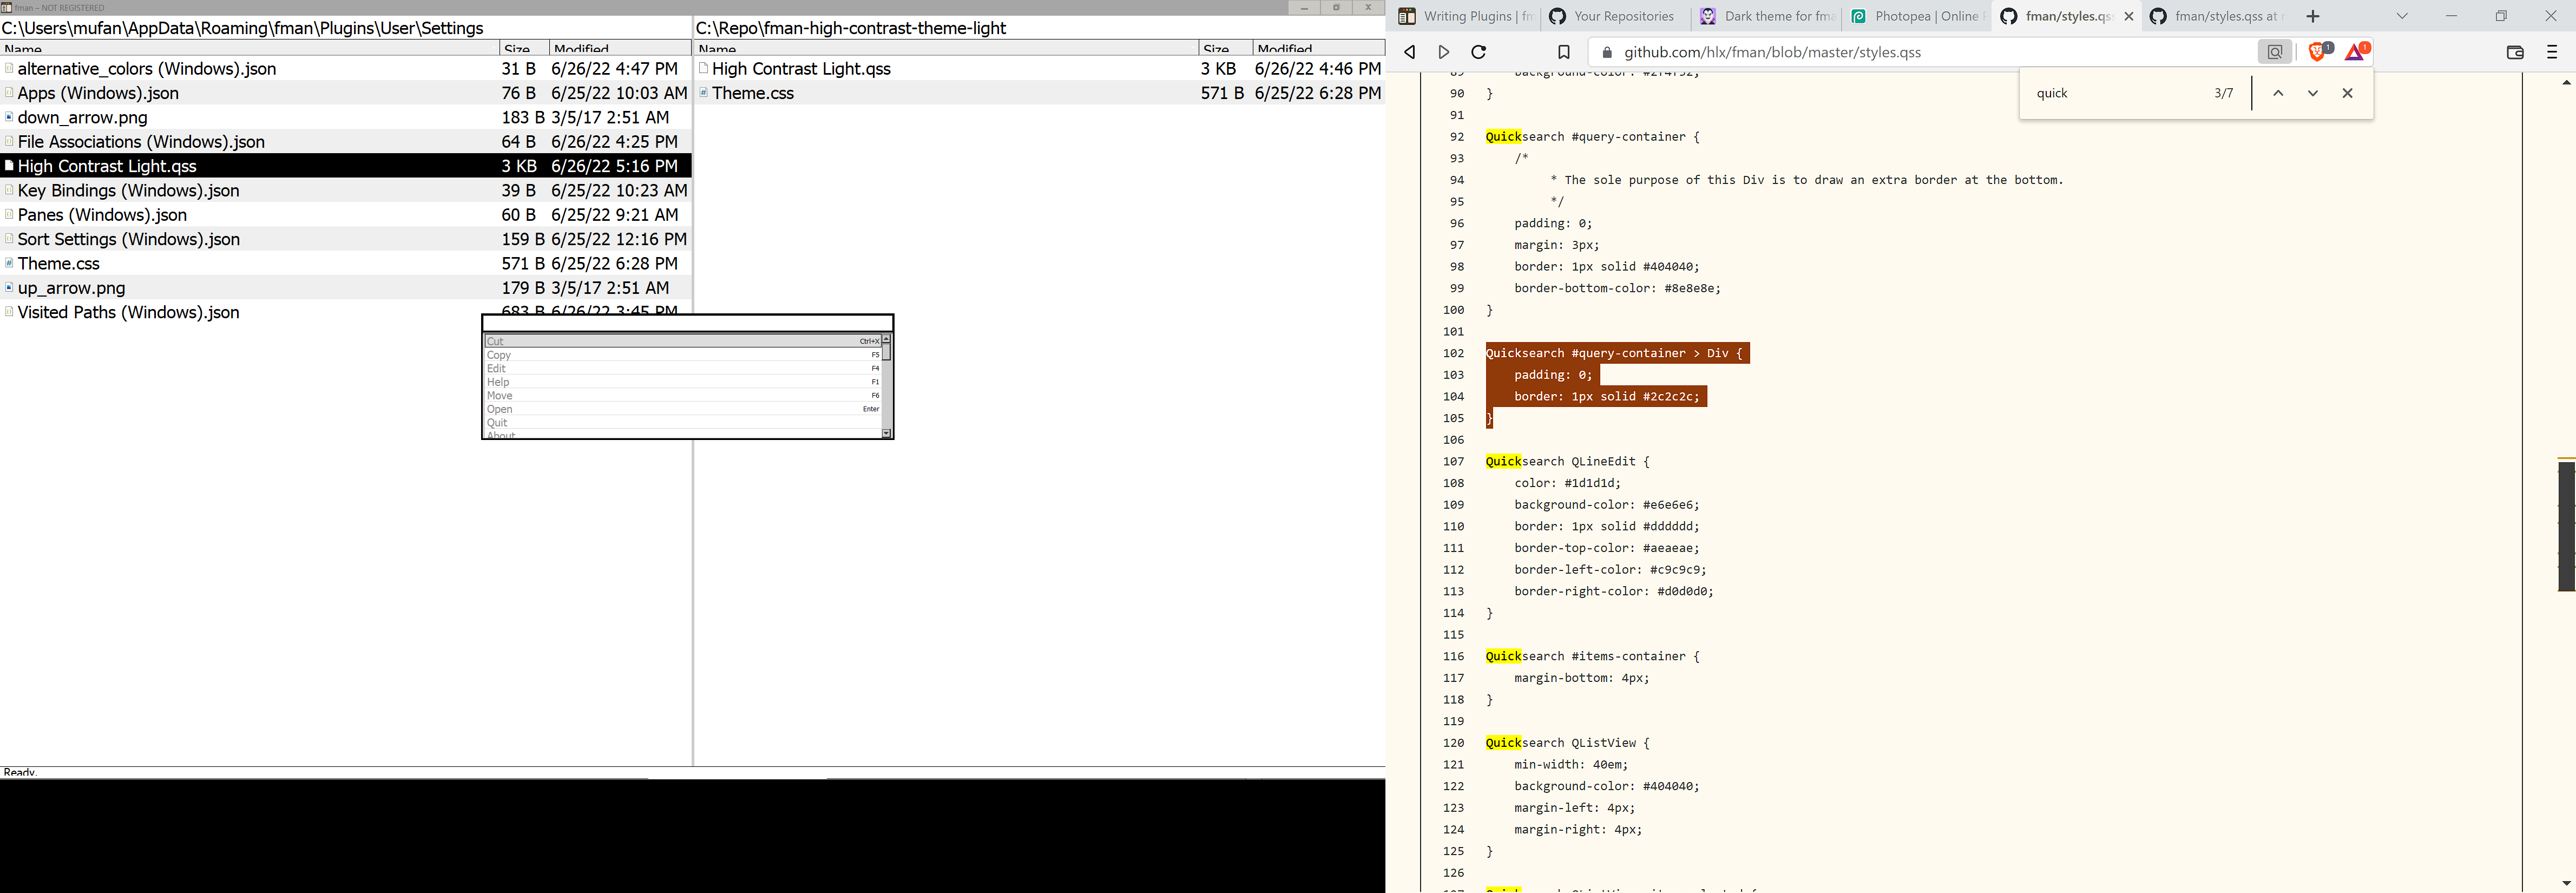 fman – NOT REGISTERED
C:\Users\mufan\AppData\Roaming\fman\Plugins\User\Settings
Name Size Modified
alternative_colors (Windows).json 31 B 6/26/22 4:47 PM
Apps (Windows).json 76 B 6/25/22 10:03 AM
down_arrow.png 183 B 3/5/17 2:51 AM
File Associations (Windows).json 64 B 6/26/22 4:25 PM
High Contrast Light.qss 3 KB 6/26/22 5:16 PM
Key Bindings (Windows).json 39 B 6/25/22 10:23 AM
Panes (Windows).json 60 B 6/25/22 9:21 AM
Sort Settings (Windows).json 159 B 6/25/22 12:16 PM
Theme.css 571 B 6/25/22 6:28 PM
up_arrow.png 179 B 3/5/17 2:51 AM
Visited Paths (Windows).json 683 B 6/26/22 3:45 PM
C:\Repo\fman-high-contrast-theme-light
Name Size Modified
High Contrast Light.qss 3 KB 6/26/22 4:46 PM
Theme.css 571 B 6/25/22 6:28 PM
Cut Ctrl+X
Copy F5
Edit F4
Help F1
Move F6
Open Enter
Quit
About
Ready.
Writing Plugins | fm
Your Repositories
Dark theme for fma
Photopea | Online
fman/styles.qs
fman/styles.qss at
github.com/hlx/fman/blob/master/styles.qss
1
1
quick 3/7
89 background-color: #2f4f52;
90 }
91
92 Quicksearch #query-container {
93 /*
94 * The sole purpose of this Div is to draw an extra border at the bottom.
95 */
96 padding: 0;
97 margin: 3px;
98 border: 1px solid #404040;
99 border-bottom-color: #8e8e8e;
100 }
101
102 Quicksearch #query-container > Div {
103 padding: 0;
104 border: 1px solid #2c2c2c;
105 }
106
107 Quicksearch QLineEdit {
108 color: #1d1d1d;
109 background-color: #e6e6e6;
110 border: 1px solid #dddddd;
111 border-top-color: #aeaeae;
112 border-left-color: #c9c9c9;
113 border-right-color: #d0d0d0;
114 }
115
116 Quicksearch #items-container {
117 margin-bottom: 4px;
118 }
119
120 Quicksearch QListView {
121 min-width: 40em;
122 background-color: #404040;
123 margin-left: 4px;
124 margin-right: 4px;
125 }
126